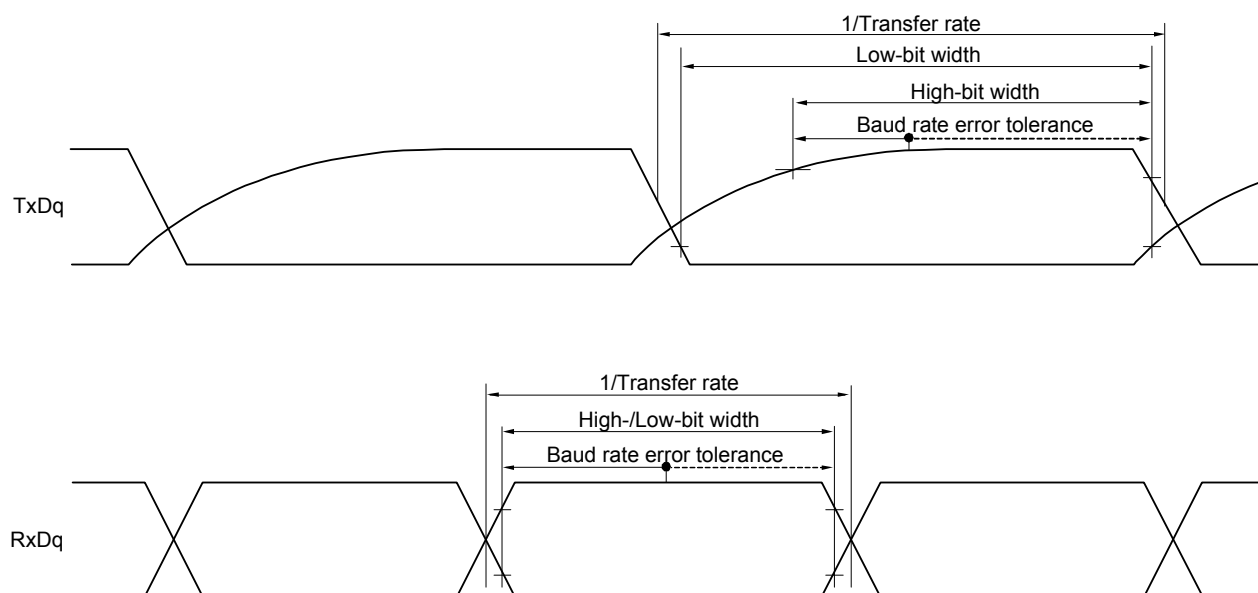 1/Transfer rate
Low-bit width
High-bit width
Baud rate error tolerance
TxDq
1/Transfer rate
High-/Low-bit width
Baud rate error tolerance
RxDq